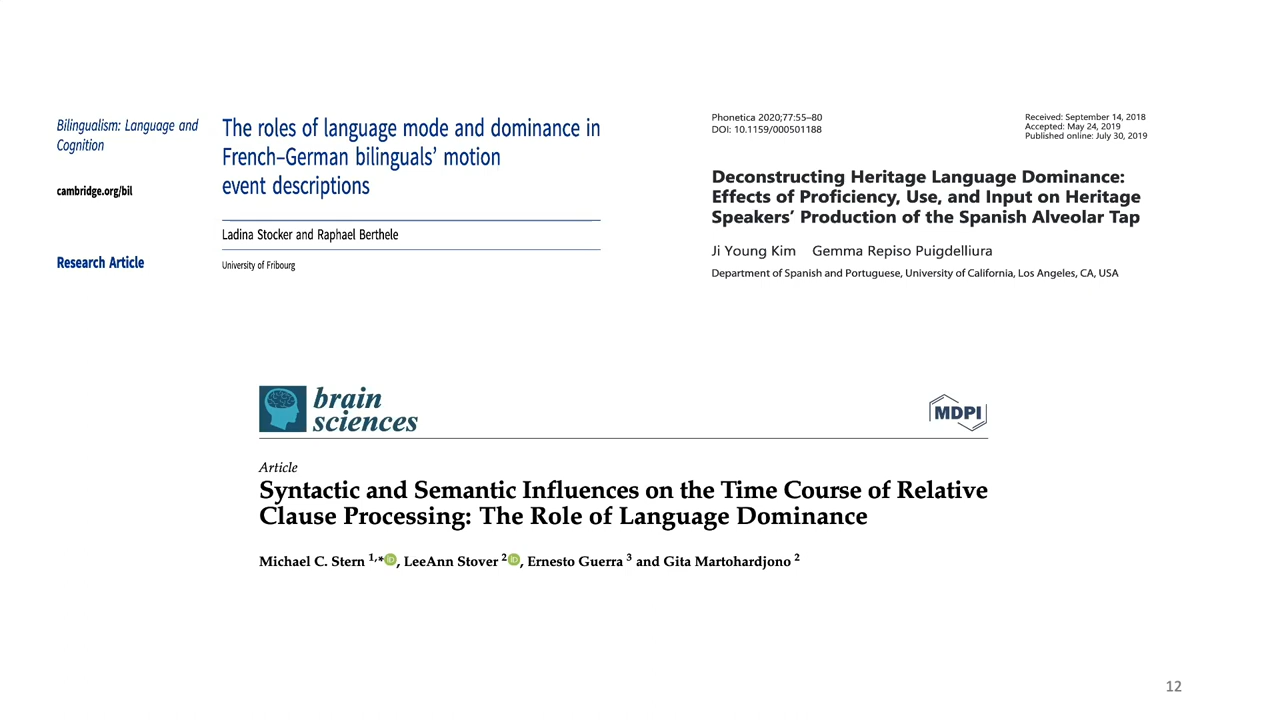 Bilingualism: Language and
Cognition
cambridge.org/bil
Research Article
The roles of language mode and dominance in
French–German bilinguals’ motion
event descriptions
Ladina Stocker and Raphael Berthele
University of Fribourg
Phonetica 2020;77:55–80
DOI: 10.1159/000501188
Received: September 14, 2018
Accepted: May 24, 2019
Published online: July 30, 2019
Deconstructing Heritage Language Dominance:
Effects of Proficiency, Use, and Input on Heritage
Speakers’ Production of the Spanish Alveolar Tap
Ji Young Kim Gemma Repiso Puigdelliura
Department of Spanish and Portuguese, University of California, Los Angeles, CA, USA
brain
sciences
MDPI
Article
Syntactic and Semantic Influences on the Time Course of Relative
Clause Processing: The Role of Language Dominance
Michael C. Stern 1,* iD, LeeAnn Stover 2 iD, Ernesto Guerra 3 and Gita Martohardjono 2
12